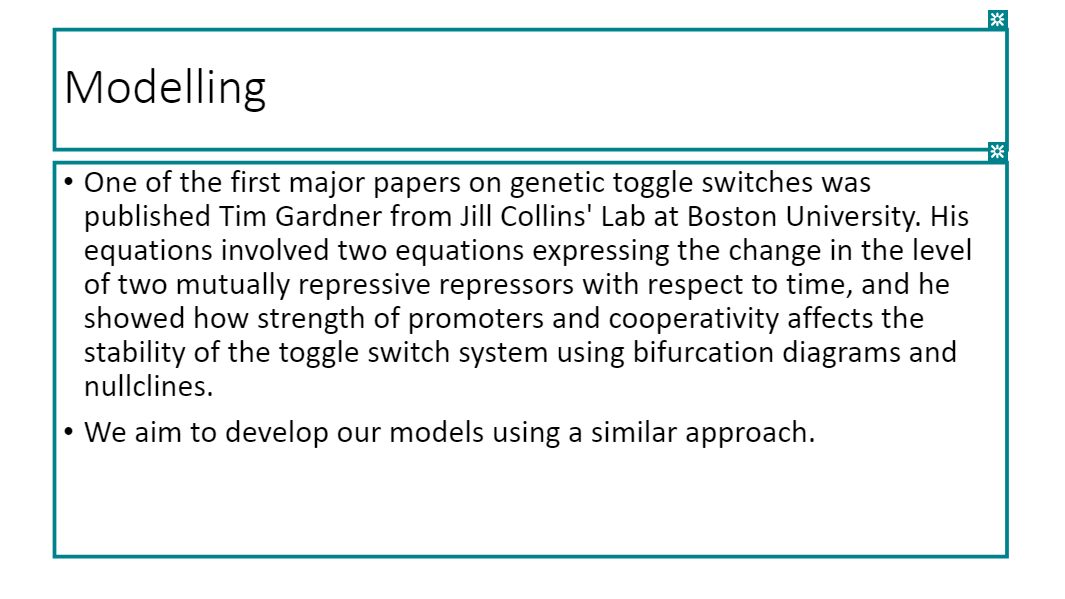 Modelling
• One of the first major papers on genetic toggle switches was
published Tim Gardner from Jill Collins' Lab at Boston University. His
equations involved two equations expressing the change in the level
of two mutually repressive repressors with respect to time, and he
showed how strength of promoters and cooperativity affects the
stability of the toggle switch system using bifurcation diagrams and
nullclines.
• We aim to develop our models using a similar approach.